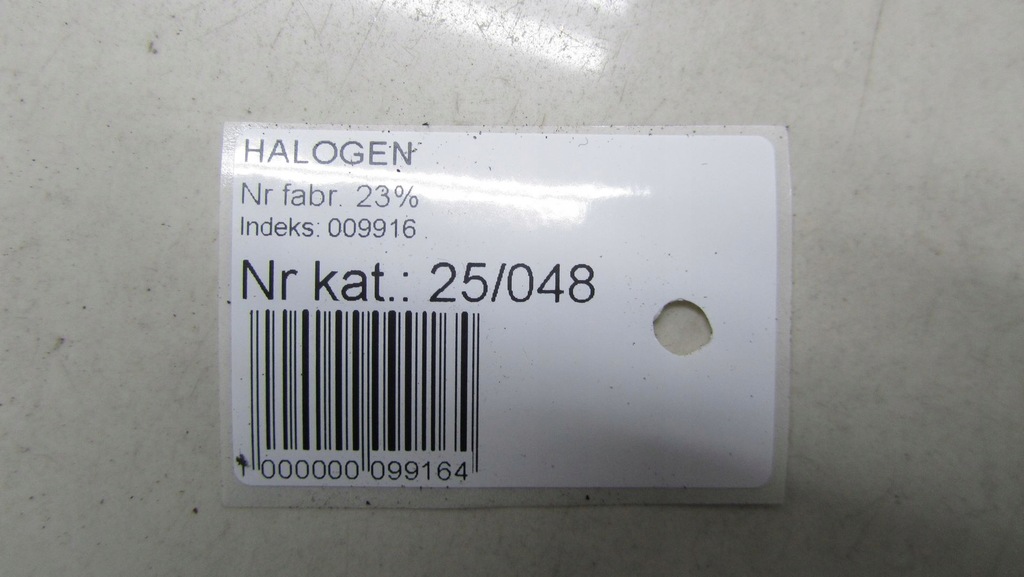 HALOGEN
Nr fabr. 23%
Indeks: 009916
Nr kat.: 25/048
1 000000 099164